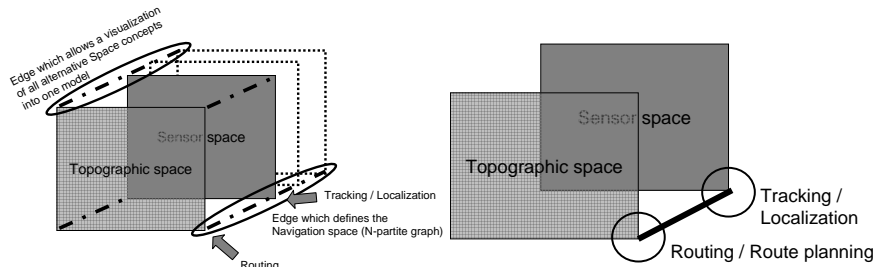 Edge which allows a visualization
of all alternative Space concepts
into one model
Sensor space
Topographic space
Tracking / Localization
Edge which defines the
Navigation space (N-partite graph)
Routing
Sensor space
Topographic space
Tracking /
Localization
Routing / Route planning